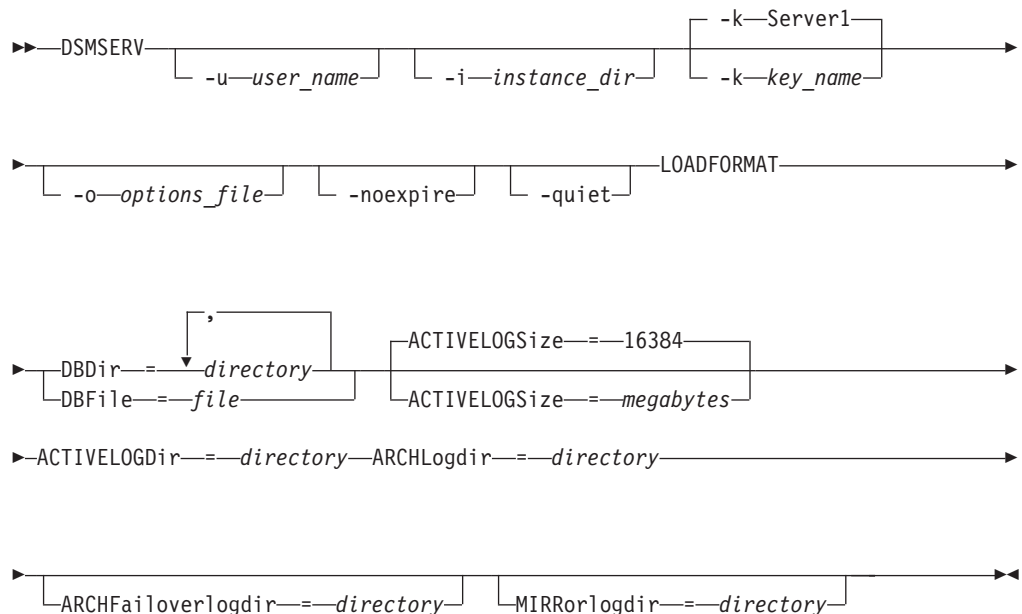 -k Server1
DSMSERV
-u user_name -i instance_dir -k key_name
LOADFORMAT
-o options_file -noexpire -quiet
,
ACTIVELOGSize = 16384
DBDir = directory
DBFile = file ACTIVELOGSize = megabytes
ACTIVELOGDir = directory ARCHLogdir = directory
ARCHFailoverlogdir = directory MIRRorlogdir = directory